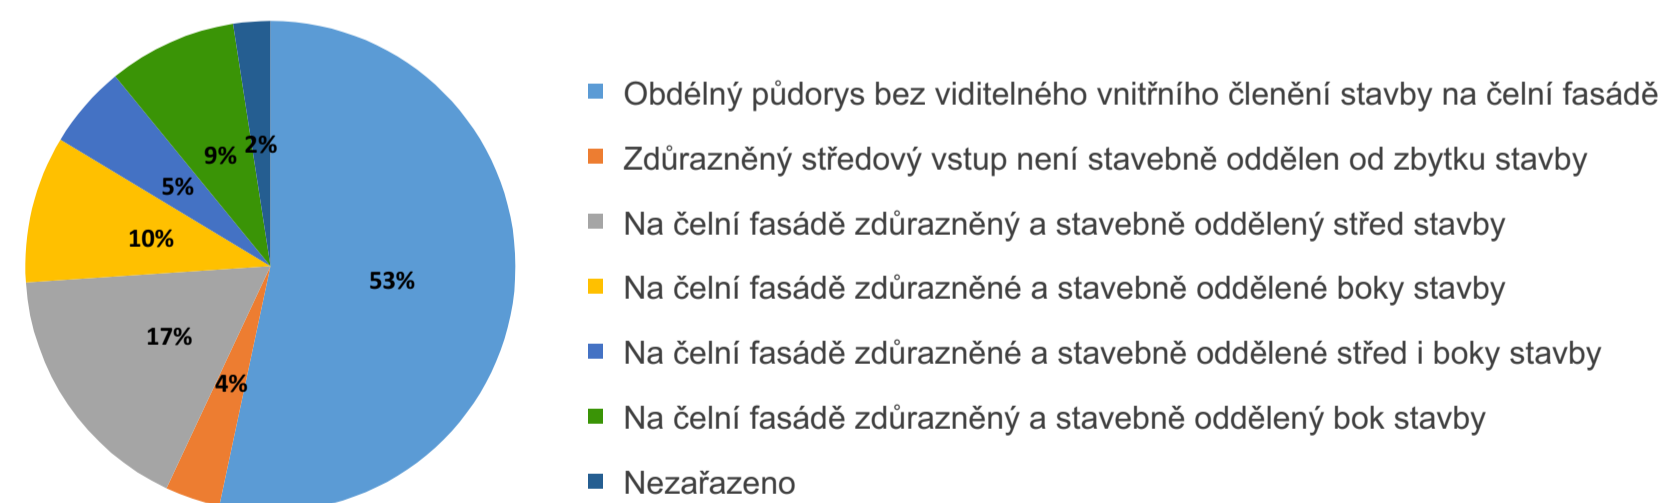 2%
9%
5%
10%
53%
17%
4%
Obdélný půdorys bez viditelného vnitřního členění stavby na čelní fasádě
Zdůrazněný středový vstup není stavebně oddělen od zbytku stavby
Na čelní fasádě zdůrazněný a stavebně oddělený střed stavby
Na čelní fasádě zdůrazněné a stavebně oddělené boky stavby
Na čelní fasádě zdůrazněné a stavebně oddělené střed i boky stavby
Na čelní fasádě zdůrazněný a stavebně oddělený bok stavby
Nezařazeno